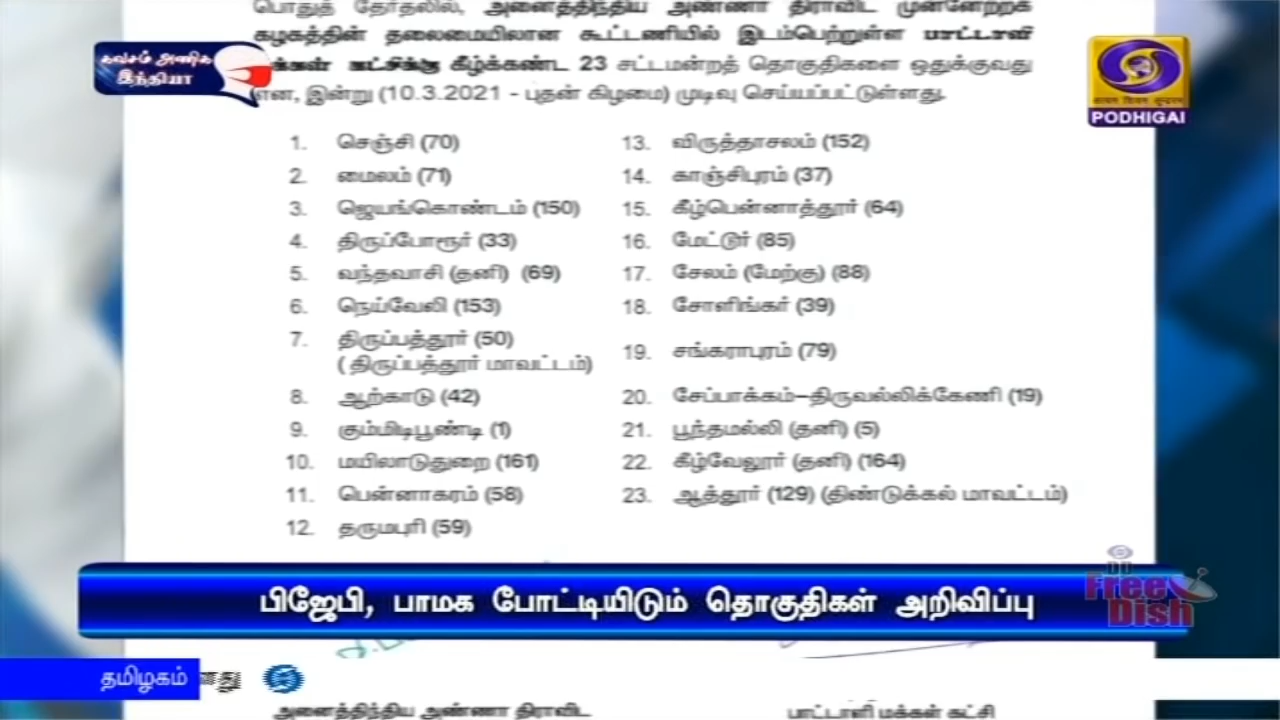 பொதுத் தேர்தலில், அனைத்திந்திய அண்ணா திராவிட முன்னேற்றக்
கழகத்தின் தலைமையிலான கூட்டணியில் இடம்பெற்றுள்ள பாட்டாளி
மக்கள் கட்சிக்கு கீழ்க்கண்ட 23 சட்டமன்றத் தொகுதிகளை ஒதுக்குவது
என, இன்று (10.3.2021 - புதன் கிழமை) முடிவு செய்யப்பட்டுள்ளது.
கவசம் அணிக
இந்தியா
PODHIGAI
1. செஞ்சி (70)
2. மைலம் (71)
3. ஜெயங்கொண்டம் (150)
4. திருப்போரூர் (33)
5. வந்தவாசி (தனி) (69)
6. நெய்வேலி (153)
7. திருப்பத்தூர் (50)
( திருப்பத்தூர் மாவட்டம்)
8. ஆற்காடு (42)
9. கும்மிடிபூண்டி (1)
10. மயிலாடுதுறை (161)
11. பென்னாகரம் (58)
12. தருமபுரி (59)
13. விருத்தாசலம் (152)
14. காஞ்சிபுரம் (37)
15. கீழ்பென்னாத்தூர் (64)
16. மேட்டூர் (85)
17. சேலம் (மேற்கு) (88)
18. சோளிங்கர் (39)
19. சங்கராபுரம் (79)
20. சேப்பாக்கம்–திருவல்லிக்கேணி (19)
21. பூந்தமல்லி (தனி) (5)
22. கீழ்வேலூர் (தனி) (164)
23. ஆத்தூர் (129) (திண்டுக்கல் மாவட்டம்)
பிஜேபி, பாமக போட்டியிடும் தொகுதிகள் அறிவிப்பு
DD
Free
Dish
தமிழகம்
அனைத்திந்திய அண்ணா திராவிட
பாட்டாளி மக்கள் கட்சி